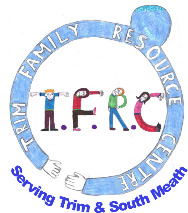 TRIM FAMILY RESOURCE CENTRE
T.F.R.C
Serving Trim & South Meath